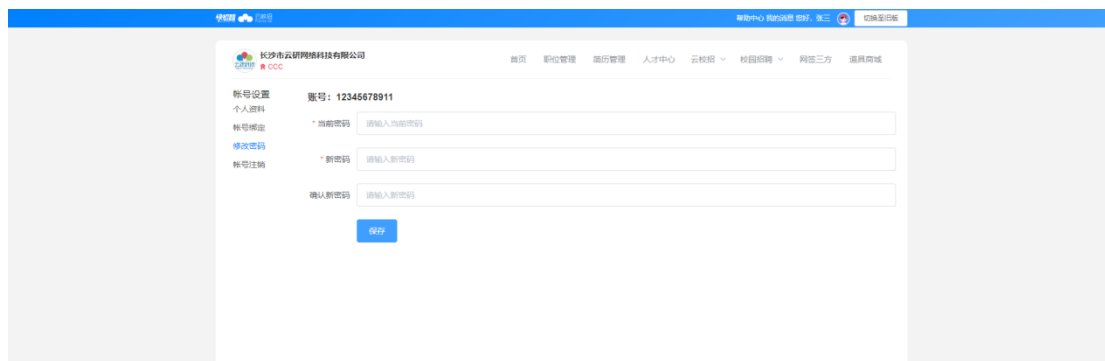 帮助中心 我的消息 您好，张三 切换至旧版
长沙市云研网络科技有限公司
良 CCC
首页 职位管理 简历管理 人才中心 云校招 校园招聘 网签三方 道具商城
帐号设置
个人资料
帐号绑定
修改密码
帐号注销
账号：12345678911
* 当前密码 请输入当前密码
* 新密码 请输入新密码
确认新密码 请输入新密码
保存